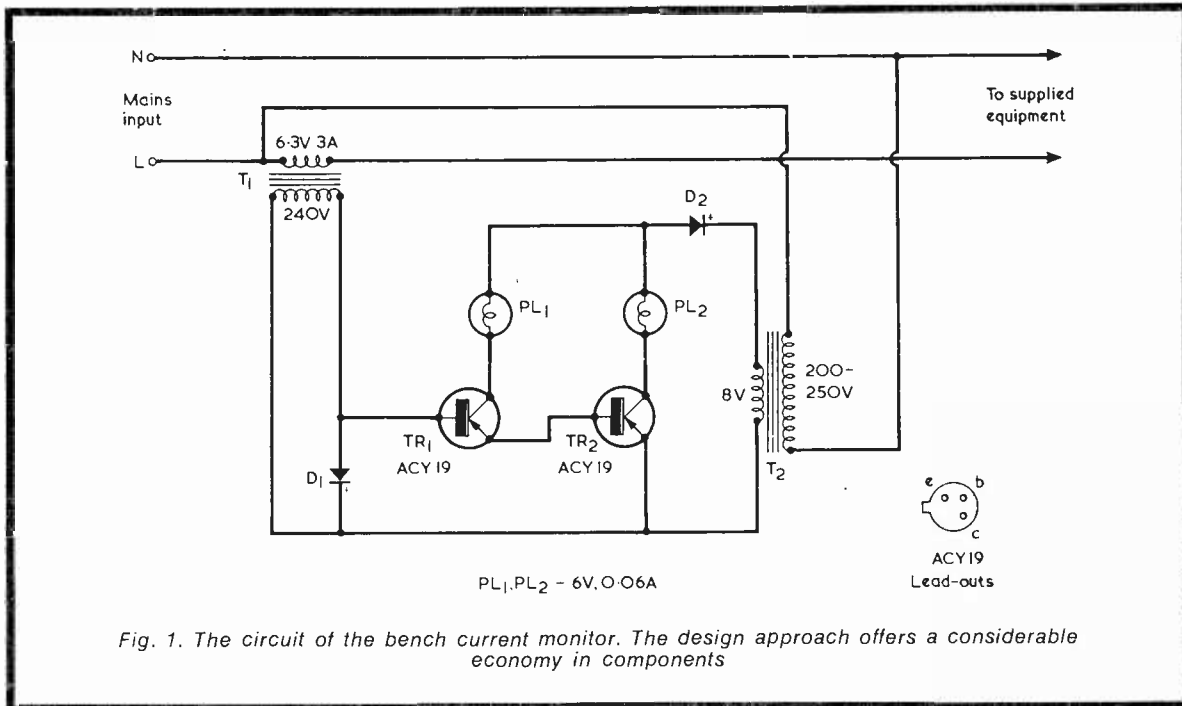 N
Mains
input
To supplied
equipment
6·3V 3A
L
T1
240V
D2
+
PL1
PL2
8V
200–
250V
TR1
ACY 19
TR2
ACY 19
T2
D1
+
e
b
c
ACY19
Lead-outs
PL1, PL2 – 6V, 0·06A
Fig. 1. The circuit of the bench current monitor. The design approach offers a considerable
economy in components